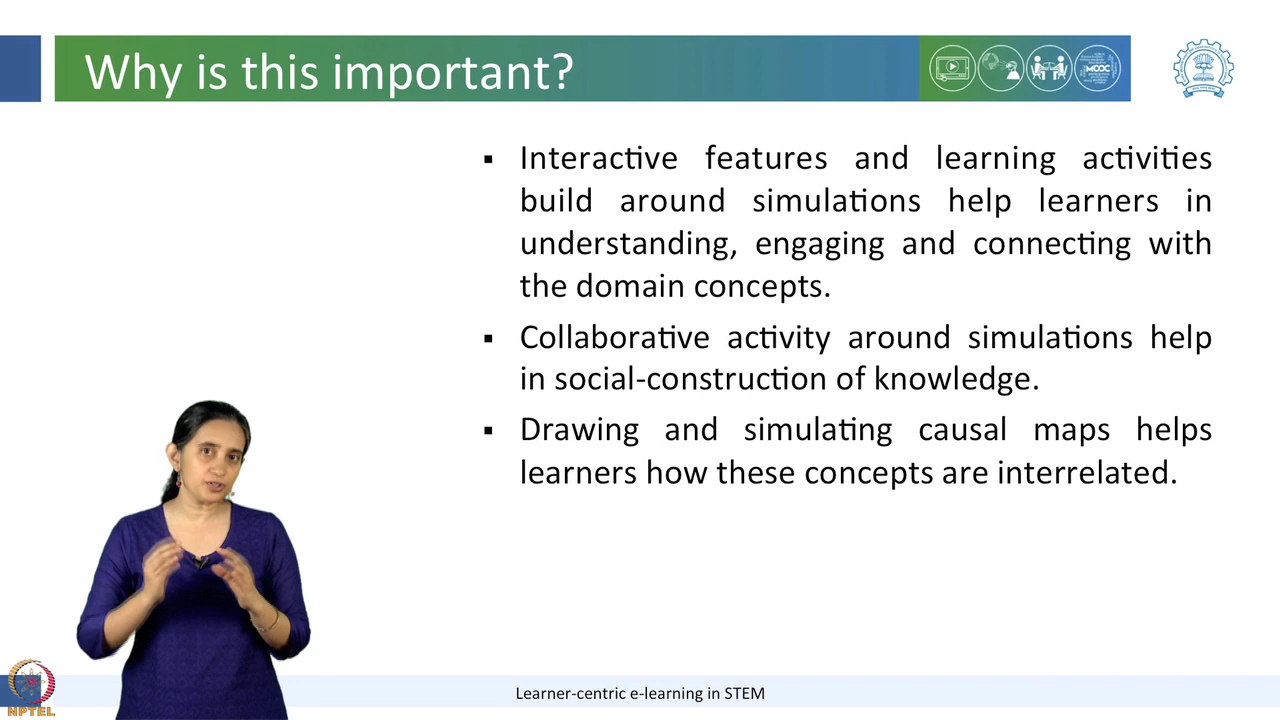 Why is this important?
MOOC
▪ Interactive features and learning activities
build around simulations help learners in
understanding, engaging and connecting with
the domain concepts.
▪ Collaborative activity around simulations help
in social-construction of knowledge.
▪ Drawing and simulating causal maps helps
learners how these concepts are interrelated.
Learner-centric e-learning in STEM
NPTEL